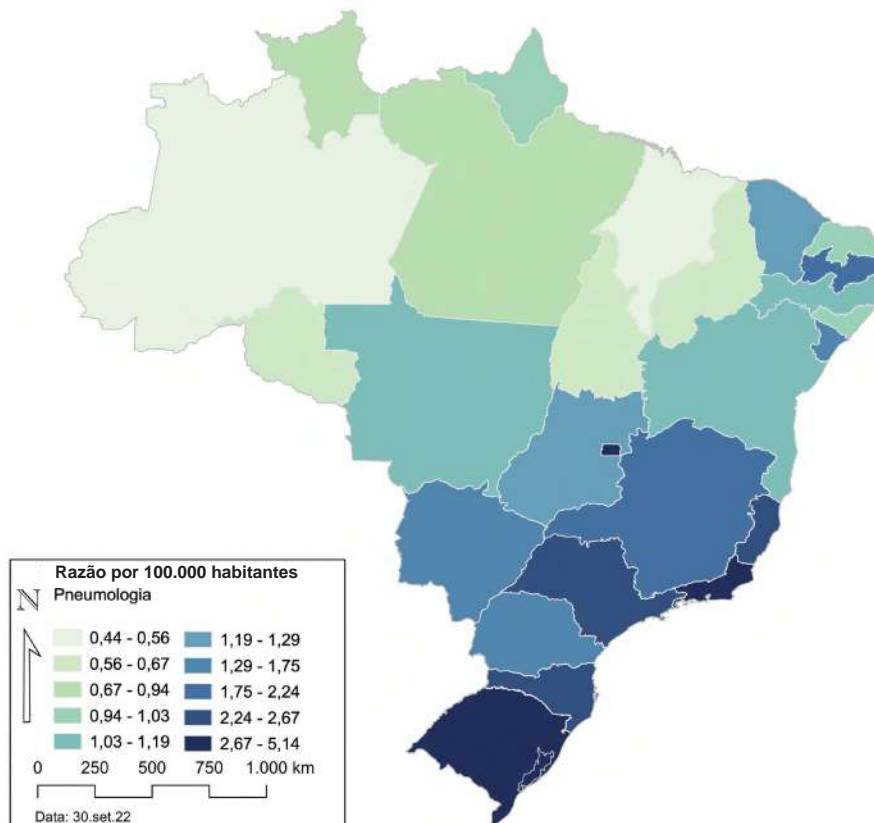 Razão por 100.000 habitantes
N Pneumologia
0,44 - 0,56 1,19 - 1,29
0,56 - 0,67 1,29 - 1,75
0,67 - 0,94 1,75 - 2,24
0,94 - 1,03 2,24 - 2,67
1,03 - 1,19 2,67 - 5,14
0 250 500 750 1.000 km
Data: 30.set.22